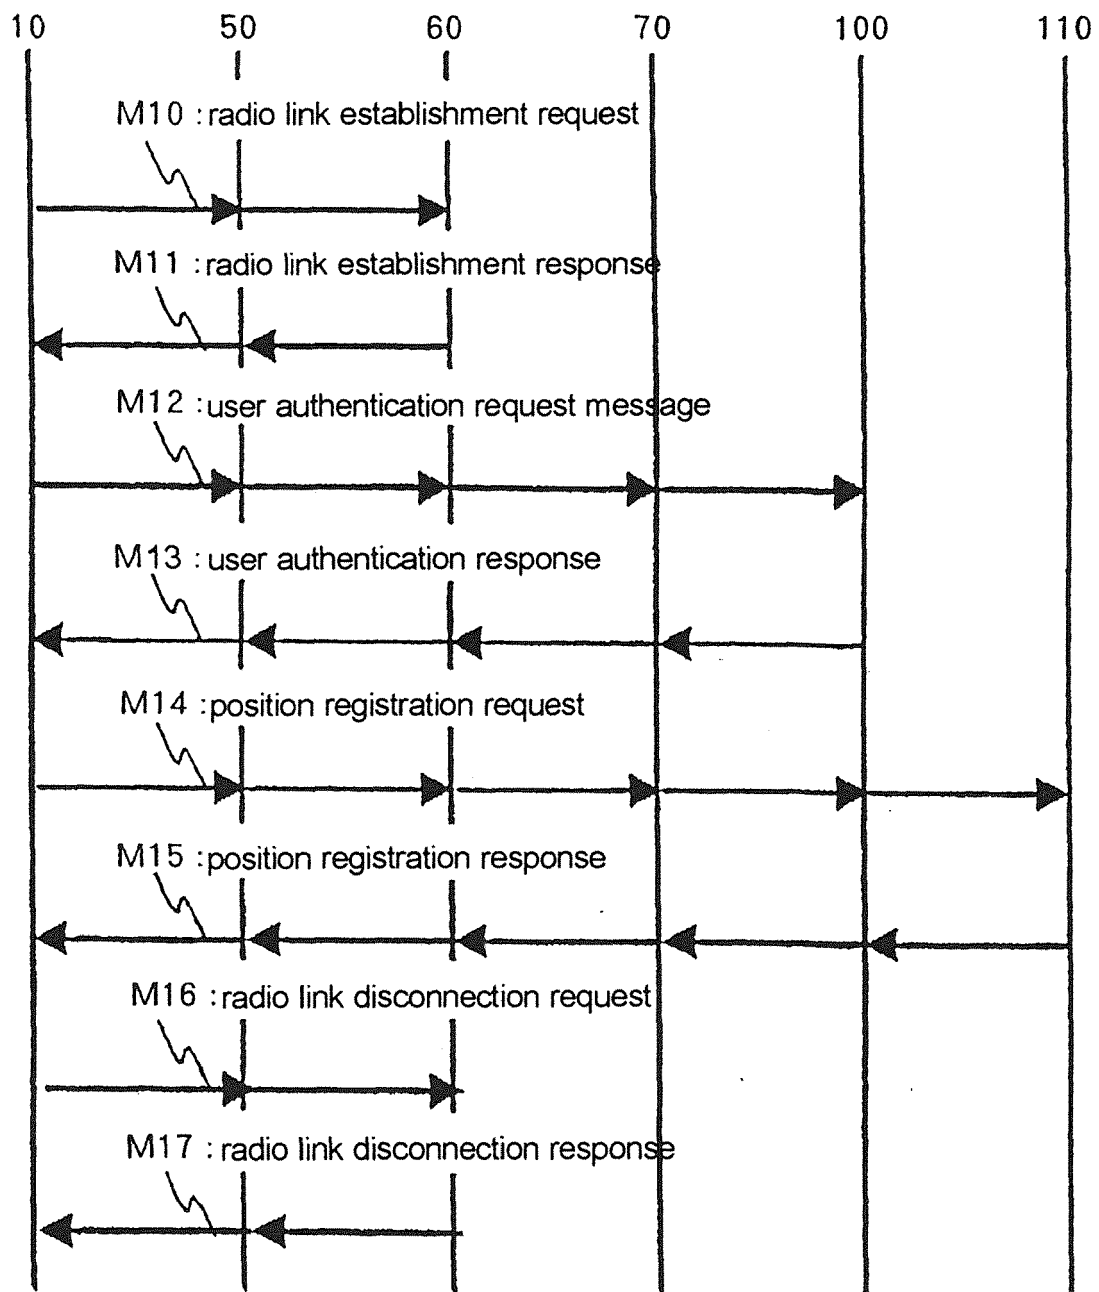 10 50 60 70 100 110
M10 : radio link establishment request
M11 : radio link establishment response
M12 : user authentication request message
M13 : user authentication response
M14 : position registration request
M15 : position registration response
M16 : radio link disconnection request
M17 : radio link disconnection response